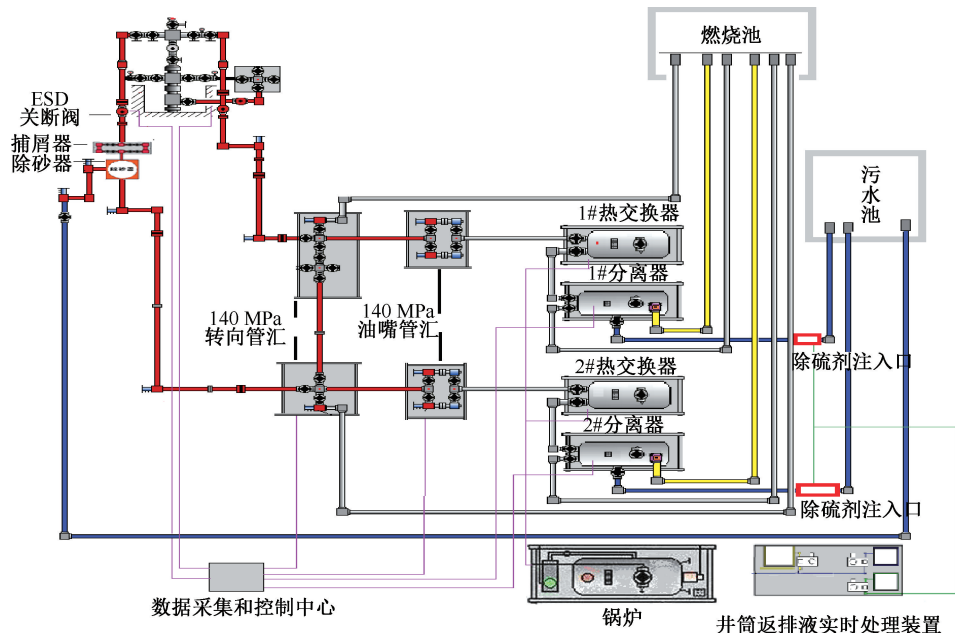 燃烧池
ESD
关断阀
捕屑器
除砂器
除砂器
污
水
池
1#热交换器
1#分离器
140 MPa
转向管汇
140 MPa
油嘴管汇
除硫剂注入口
2#热交换器
2#分离器
除硫剂注入口
数据采集和控制中心
锅炉
井筒返排液实时处理装置